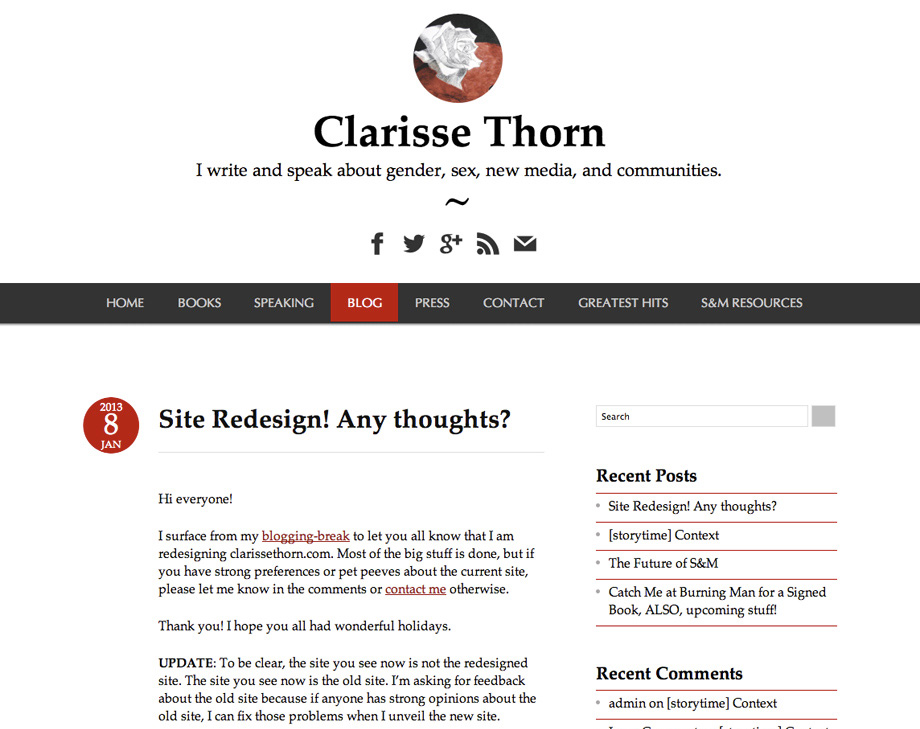 Clarisse Thorn
I write and speak about gender, sex, new media, and communities.
~
HOME BOOKS SPEAKING BLOG PRESS CONTACT GREATEST HITS S&M RESOURCES
2013
8
JAN
Site Redesign! Any thoughts?
Hi everyone!
I surface from my blogging-break to let you all know that I am
redesigning clarissethorn.com. Most of the big stuff is done, but if
you have strong preferences or pet peeves about the current site,
please let me know in the comments or contact me otherwise.
Thank you! I hope you all had wonderful holidays.
UPDATE: To be clear, the site you see now is not the redesigned
site. The site you see now is the old site. I'm asking for feedback
about the old site because if anyone has strong opinions about the
old site, I can fix those problems when I unveil the new site.
Search
Recent Posts
Site Redesign! Any thoughts?
[storytime] Context
The Future of S&M
Catch Me at Burning Man for a Signed
Book, ALSO, upcoming stuff!
Recent Comments
admin on [storytime] Context